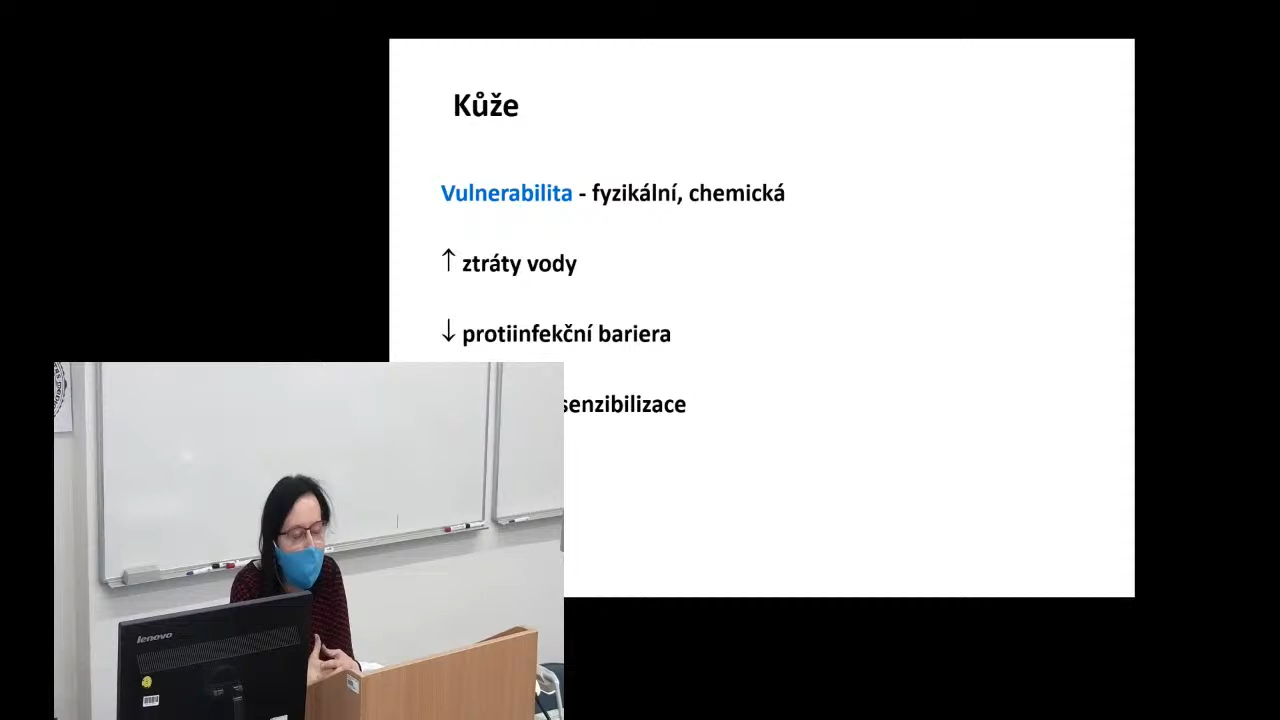 Kůže
Vulnerabilita - fyzikální, chemická
↑ ztráty vody
↓ protiinfekční bariera
senzibilizace
lenovo